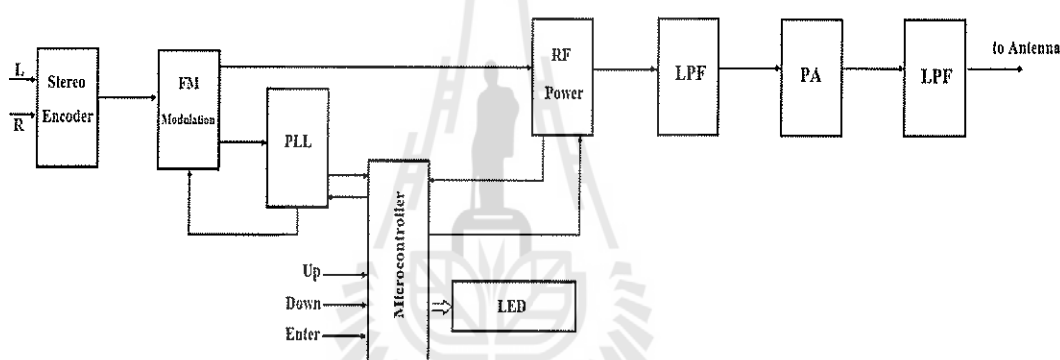 L
R
Stereo
Encoder
FM
Modulation
PLL
Microcontroller
Up
Down
Enter
LED
RF
Power
LPF
PA
LPF
to Antenna